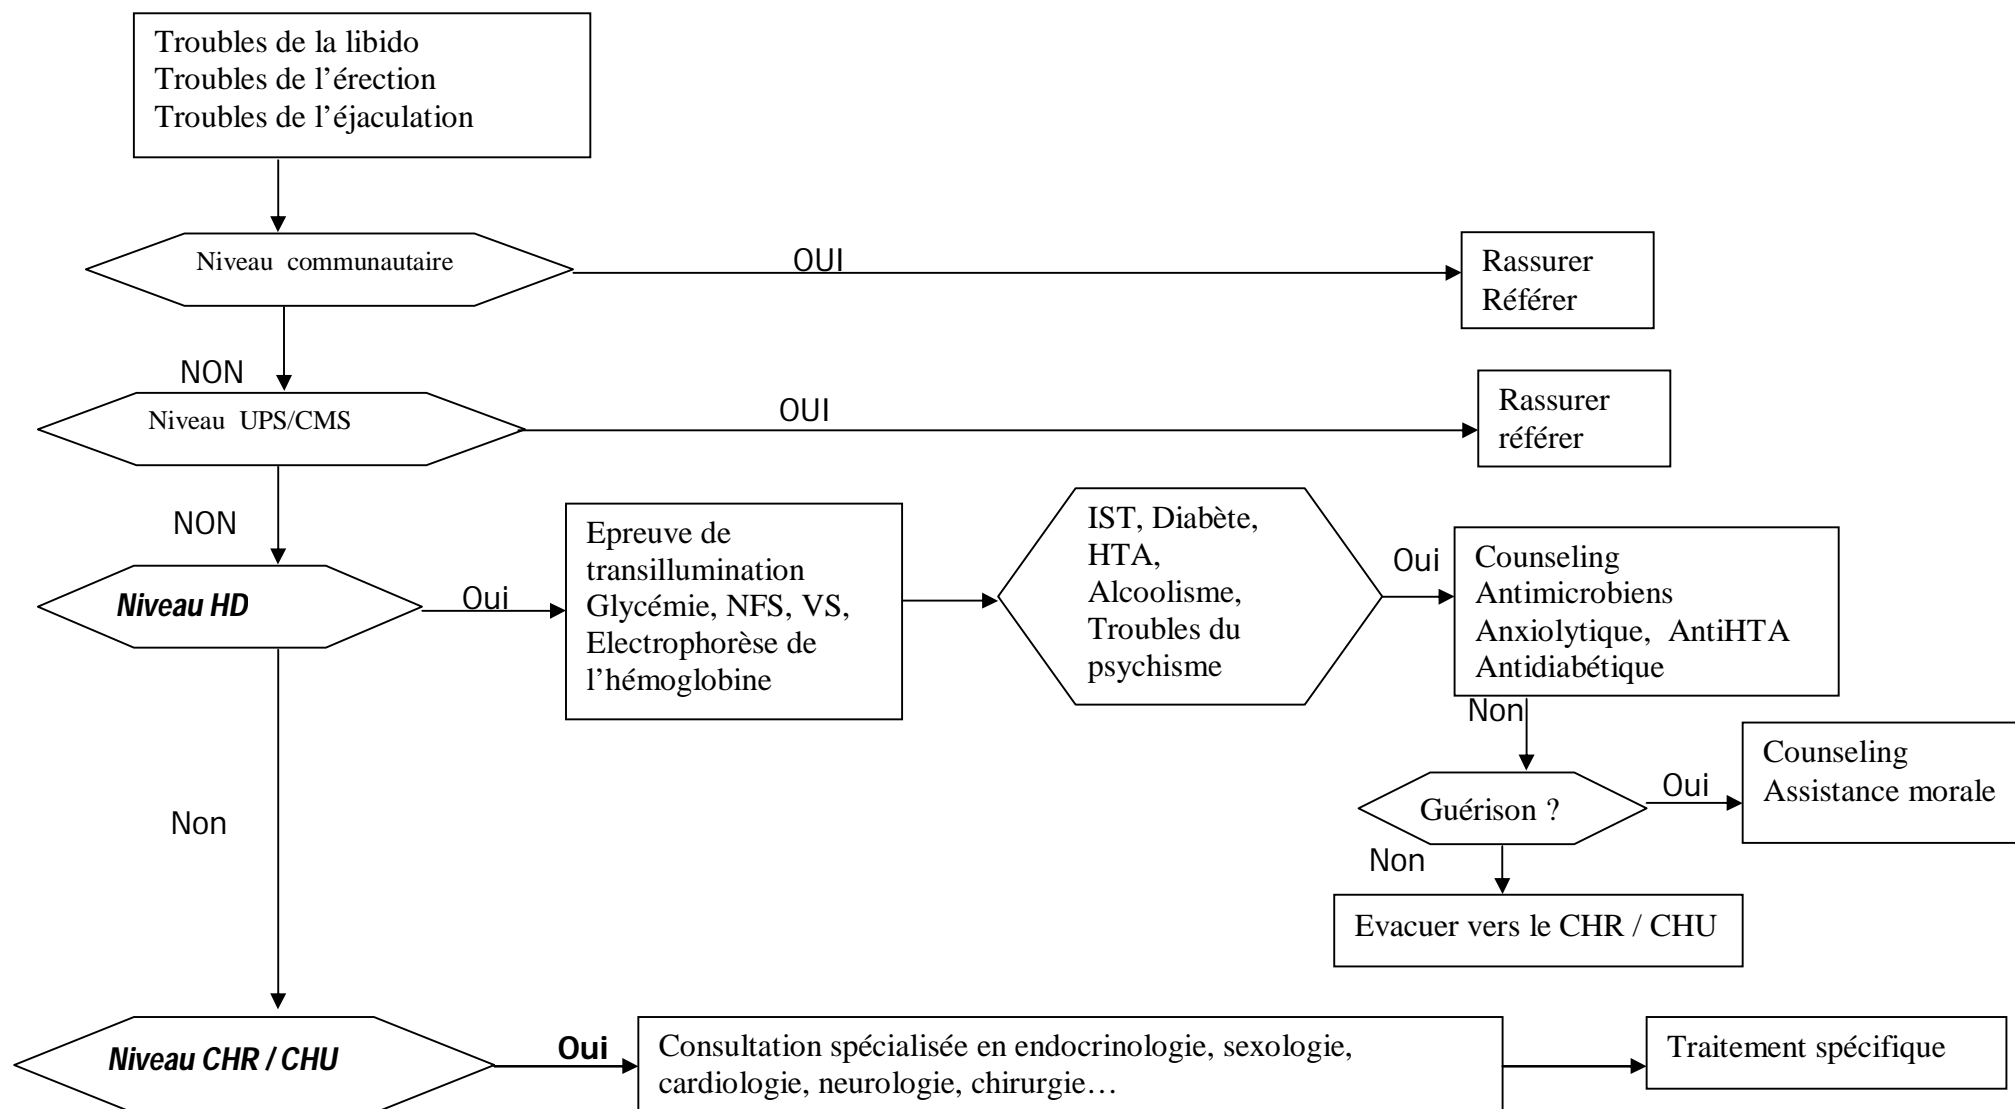 Troubles de la libido
Troubles de l’érection
Troubles de l’éjaculation
Niveau communautaire
OUI
Rassurer
Référer
NON
Niveau UPS/CMS
OUI
Rassurer
référer
NON
Niveau HD
Oui
Epreuve de
transillumination
Glycémie, NFS, VS,
Electrophorèse de
l’hémoglobine
IST, Diabète,
HTA,
Alcoolisme,
Troubles du
psychisme
Oui
Counseling
Antimicrobiens
Anxiolytique, AntiHTA
Antidiabétique
Non
Guérison ?
Oui
Counseling
Assistance morale
Non
Evacuer vers le CHR / CHU
Non
Niveau CHR / CHU
Oui
Consultation spécialisée en endocrinologie, sexologie,
cardiologie, neurologie, chirurgie…
Traitement spécifique